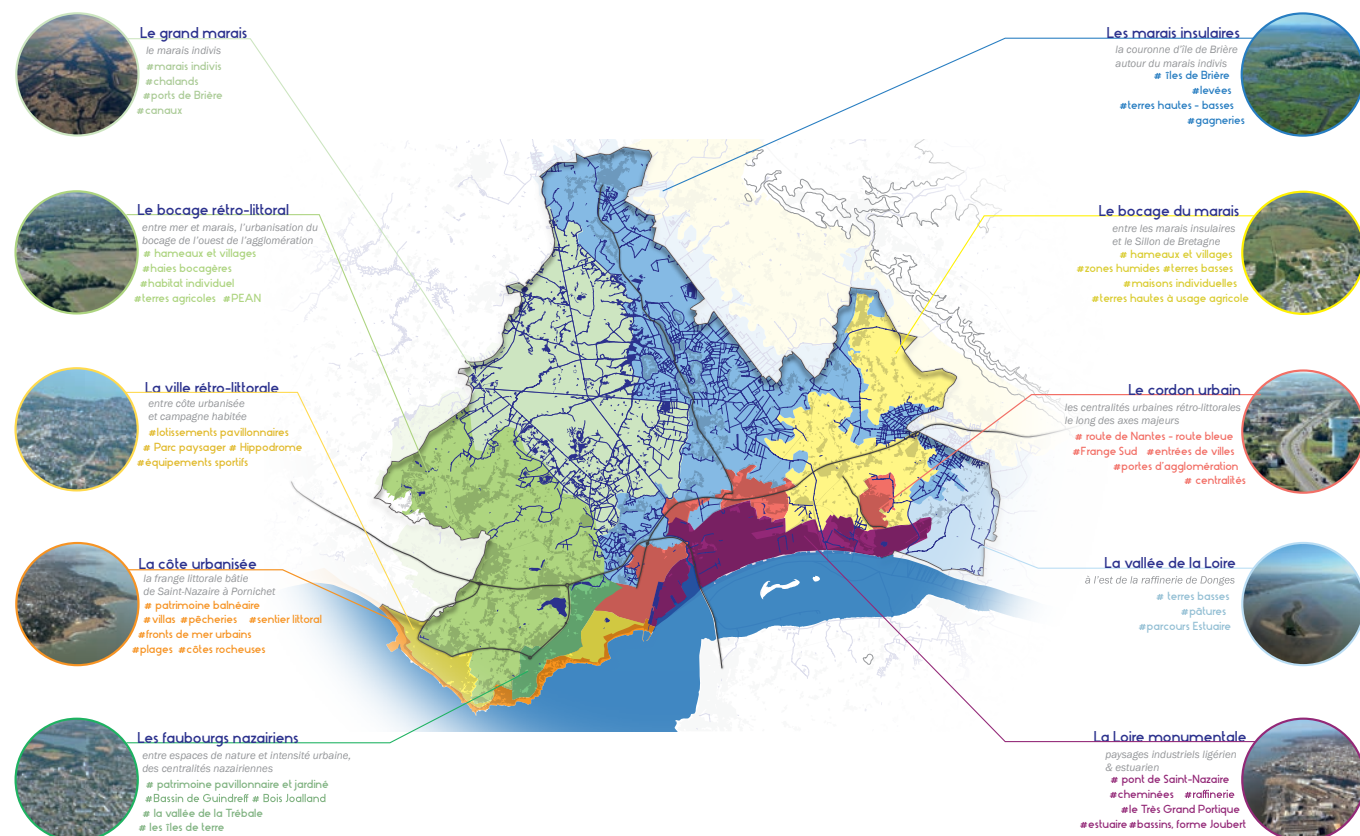 Le grand marais
le marais indivis
#marais indivis
#chalands
#ports de Brière
#canaux
Le bocage rétro-littoral
entre mer et marais, l'urbanisation du
bocage de l'ouest de l'agglomération
# hameaux et villages
#haies bocagères
#habitat individuel
#terres agricoles #PEAN
La ville rétro-littorale
entre côte urbanisée
et campagne habitée
#lotissements pavillonnaires
# Parc paysager # Hippodrome
#équipements sportifs
La côte urbanisée
la frange littorale bâtie
de Saint-Nazaire à Pornichet
# patrimoine balnéaire
#villas #pêcheries #sentier littoral
#fronts de mer urbains
#plages #côtes rocheuses
Les faubourgs nazairiens
entre espaces de nature et intensité urbaine,
des centralités nazairiennes
# patrimoine pavillonnaire et jardiné
#Bassin de Guindreff # Bois Joalland
# la vallée de la Trébale
# les îles de terre
Les marais insulaires
la couronne d'île de Brière
autour du marais indivis
# îles de Brière
#levées
#terres hautes - basses
#gagneries
Le bocage du marais
entre les marais insulaires
et le Sillon de Bretagne
# hameaux et villages
#zones humides #terres basses
#maisons individuelles
#terres hautes à usage agricole
Le cordon urbain
les centralités urbaines rétro-littorales
le long des axes majeurs
# route de Nantes - route bleue
#Frange Sud #entrées de villes
#portes d'agglomération
# centralités
La vallée de la Loire
à l'est de la raffinerie de Donges
# terres basses
#pâtures
#parcours Estuaire
La Loire monumentale
paysages industriels ligérien
& estuarien
# pont de Saint-Nazaire
#cheminées #raffinerie
#le Très Grand Portique
#estuaire #bassins, forme Joubert